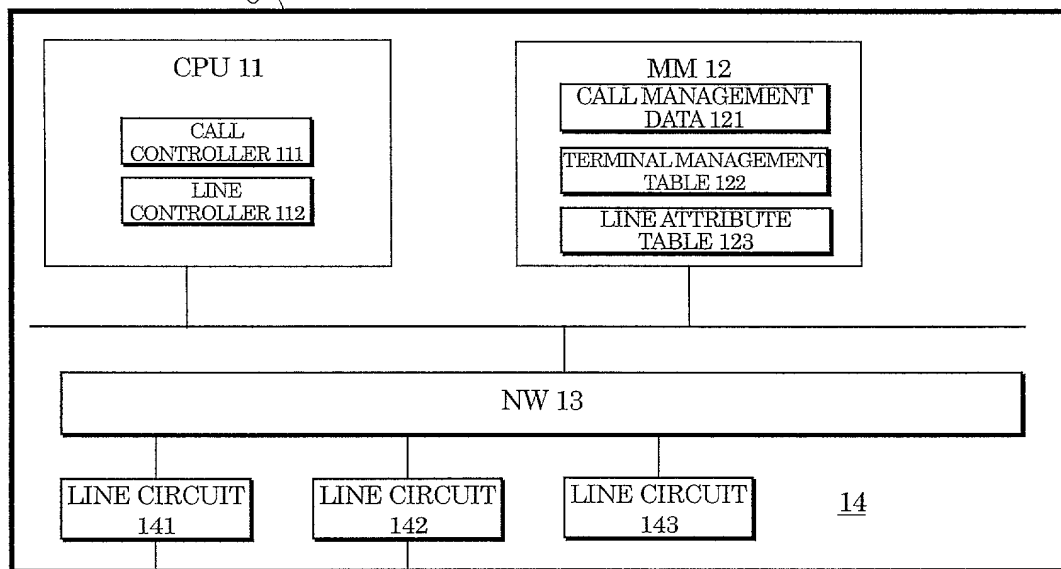 CPU 11
CALL
CONTROLLER 111
LINE
CONTROLLER 112
MM 12
CALL MANAGEMENT
DATA 121
TERMINAL MANAGEMENT
TABLE 122
LINE ATTRIBUTE
TABLE 123
NW 13
LINE CIRCUIT
141
LINE CIRCUIT
142
LINE CIRCUIT
143
14